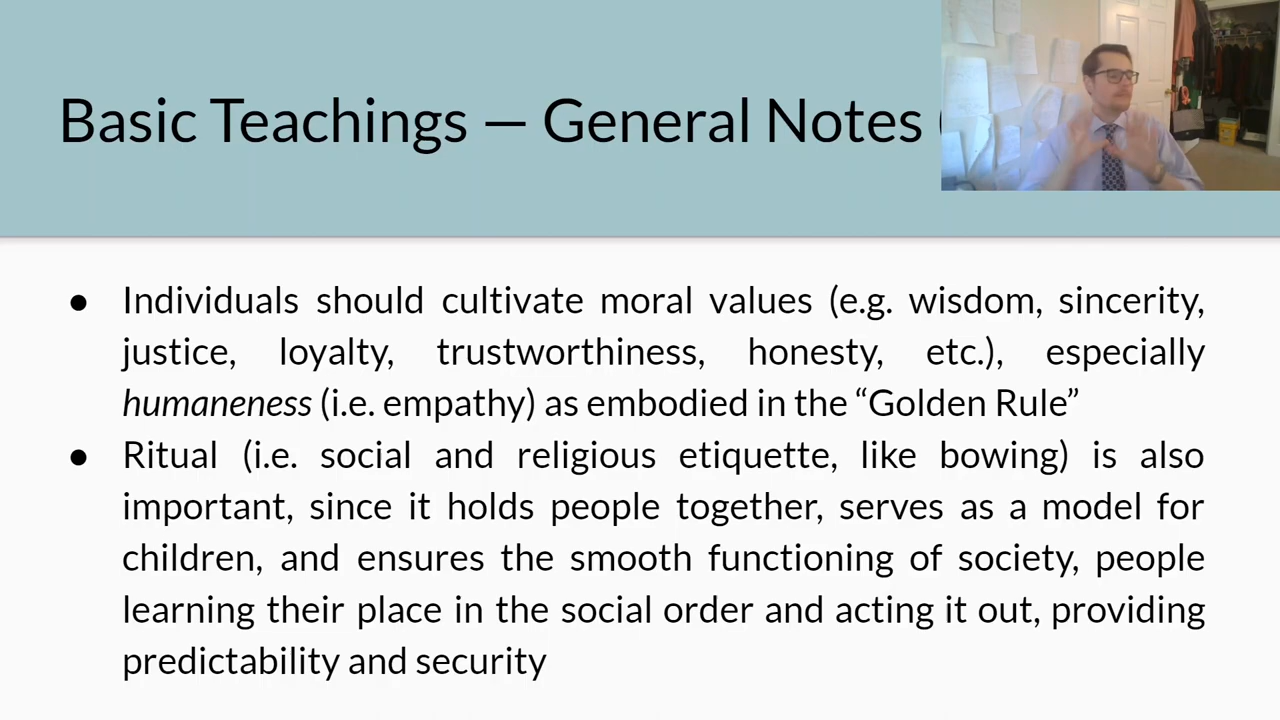 Basic Teachings — General Notes
● Individuals should cultivate moral values (e.g. wisdom, sincerity,
justice, loyalty, trustworthiness, honesty, etc.), especially
humaneness (i.e. empathy) as embodied in the “Golden Rule”
● Ritual (i.e. social and religious etiquette, like bowing) is also
important, since it holds people together, serves as a model for
children, and ensures the smooth functioning of society, people
learning their place in the social order and acting it out, providing
predictability and security